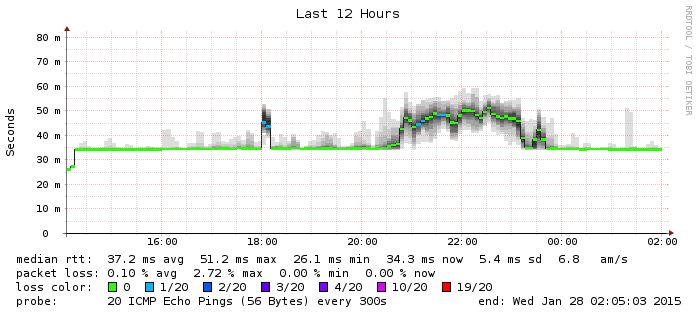 Last 12 Hours
RRDTOOL / TOBI OETIKER
Seconds
80 m
70 m
60 m
50 m
40 m
30 m
20 m
10 m
0
16:00 18:00 20:00 22:00 00:00 02:00
median rtt: 37.2 ms avg 51.2 ms max 26.1 ms min 34.3 ms now 5.4 ms sd 6.8 am/s
packet loss: 0.10 % avg 2.72 % max 0.00 % min 0.00 % now
loss color: 0 1/20 2/20 3/20 4/20 10/20 19/20
probe: 20 ICMP Echo Pings (56 Bytes) every 300s end: Wed Jan 28 02:05:03 2015